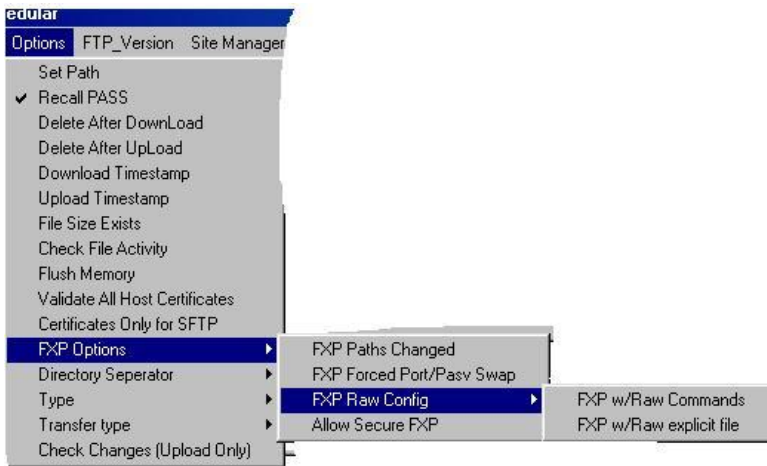 edular
Options FTP_Version Site Manager
Set Path
Recall PASS
Delete After DownLoad
Delete After UpLoad
Download Timestamp
Upload Timestamp
File Size Exists
Check File Activity
Flush Memory
Validate All Host Certificates
Certificates Only for SFTP
FXP Options
Directory Seperator
Type
Transfer type
Check Changes (Upload Only)
FXP Paths Changed
FXP Forced Port/Pasv Swap
FXP Raw Config
Allow Secure FXP
FXP w/Raw Commands
FXP w/Raw explicit file